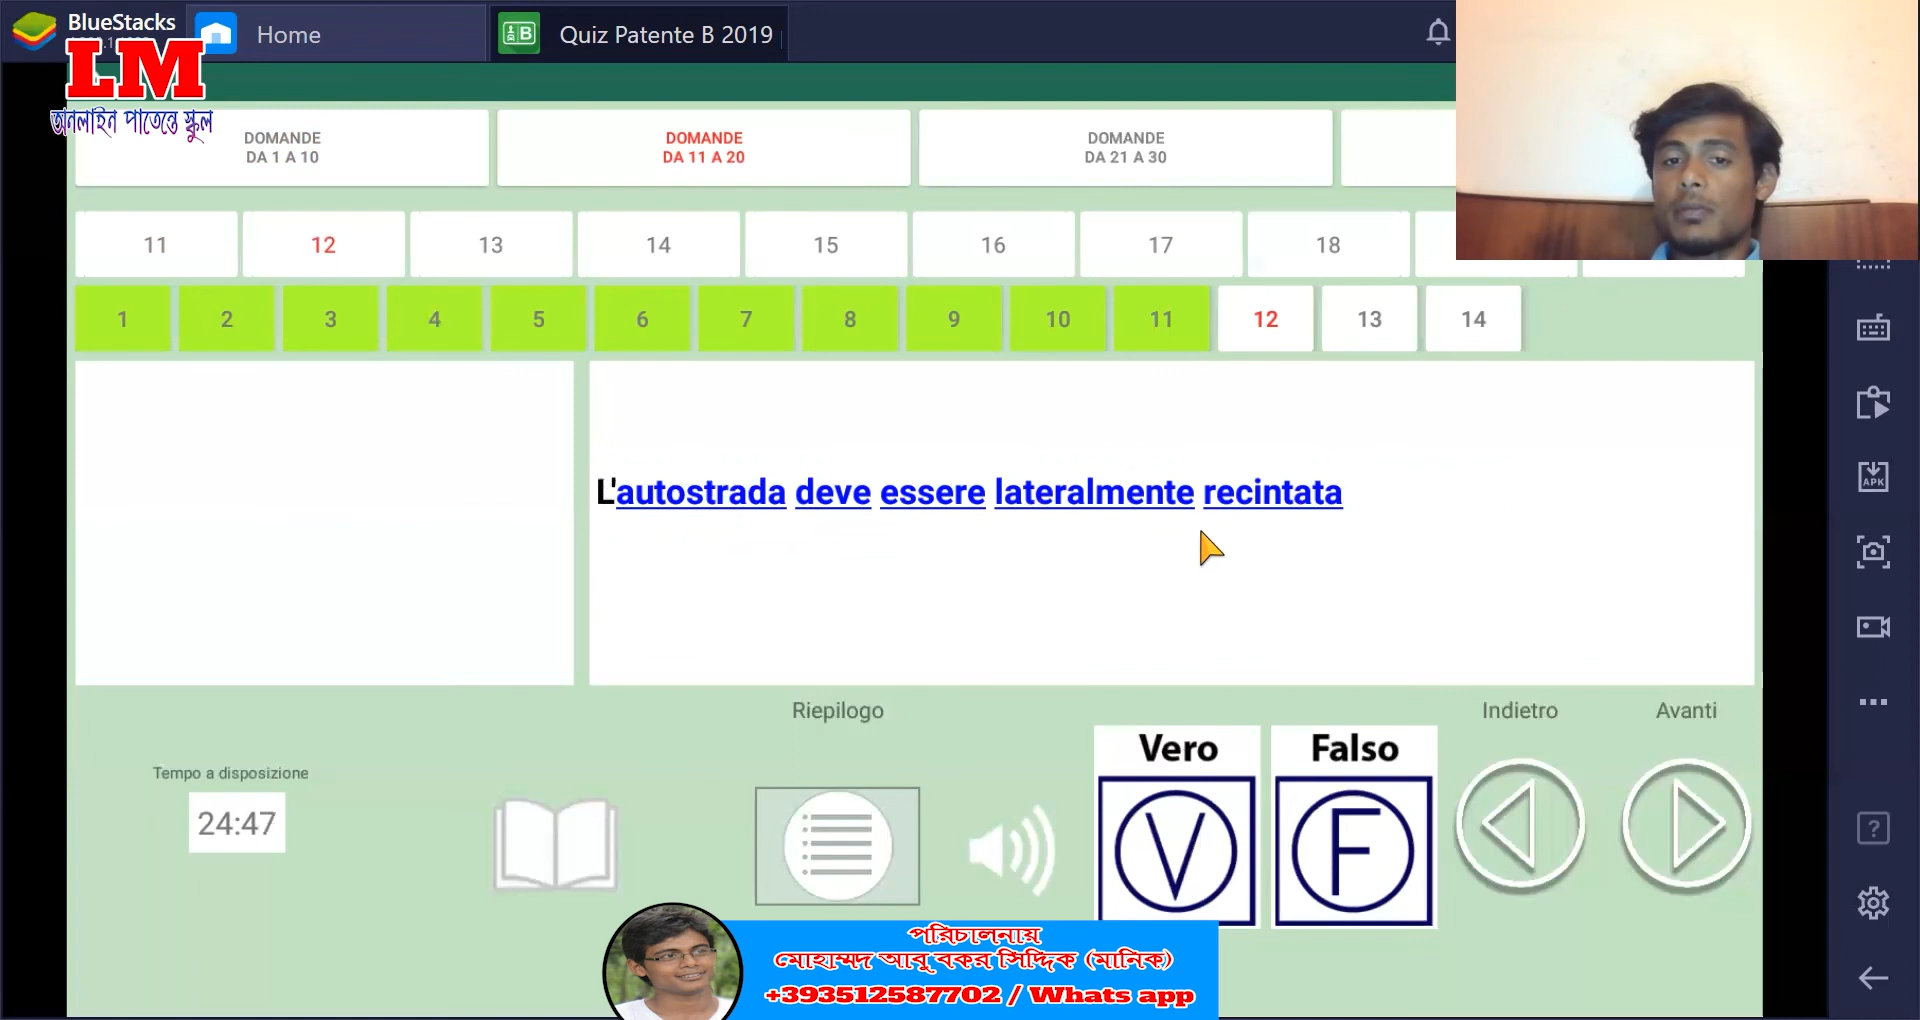 BlueStacks
Home
Quiz Patente B 2019
LM
অনলাইন পাতেন্তে স্কুল
DOMANDE
DA 1 A 10
DOMANDE
DA 11 A 20
DOMANDE
DA 21 A 30
11 12 13 14 15 16 17 18
1 2 3 4 5 6 7 8 9 10 11 12 13 14
L'autostrada deve essere lateralmente recintata
Riepilogo
Indietro
Avanti
Vero
Falso
V
F
Tempo a disposizione
24:47
APK
?
পরিচালনায়
মোহাম্মদ আবু বকর সিদ্দিক (মানিক)
+393512587702 / Whats app